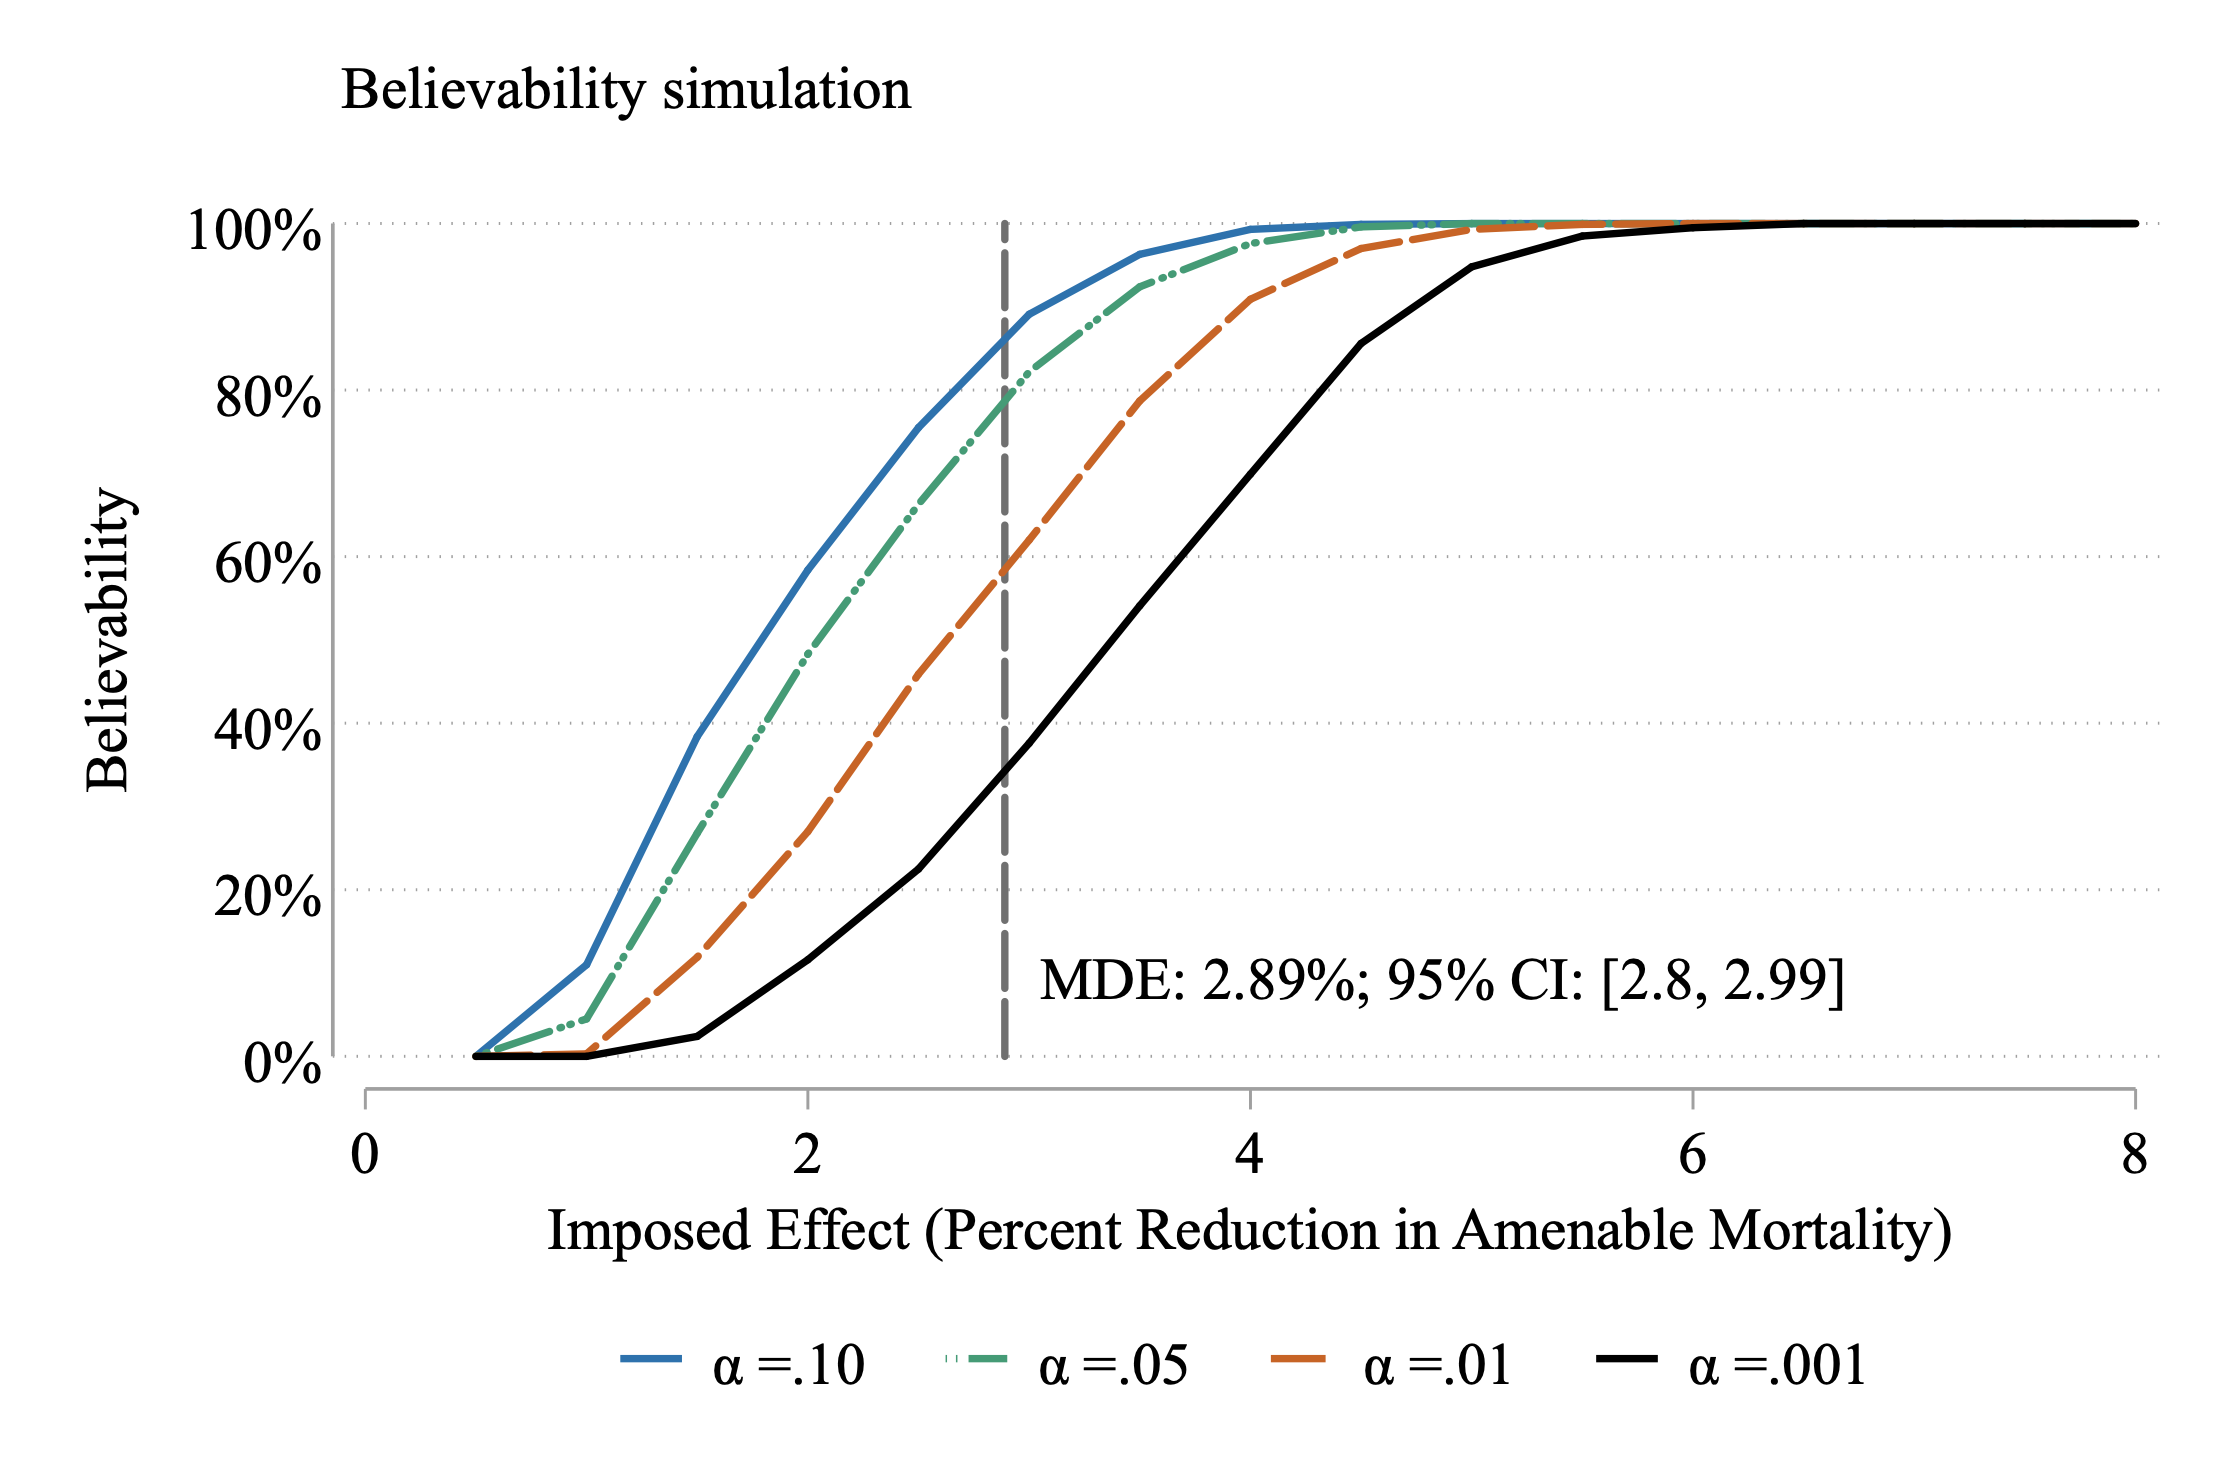 Believability simulation
100%
80%
60%
40%
20%
0%
Believability
MDE: 2.89%; 95% CI: [2.8, 2.99]
0 2 4 6 8
Imposed Effect (Percent Reduction in Amenable Mortality)
α =.10 α =.05 α =.01 α =.001